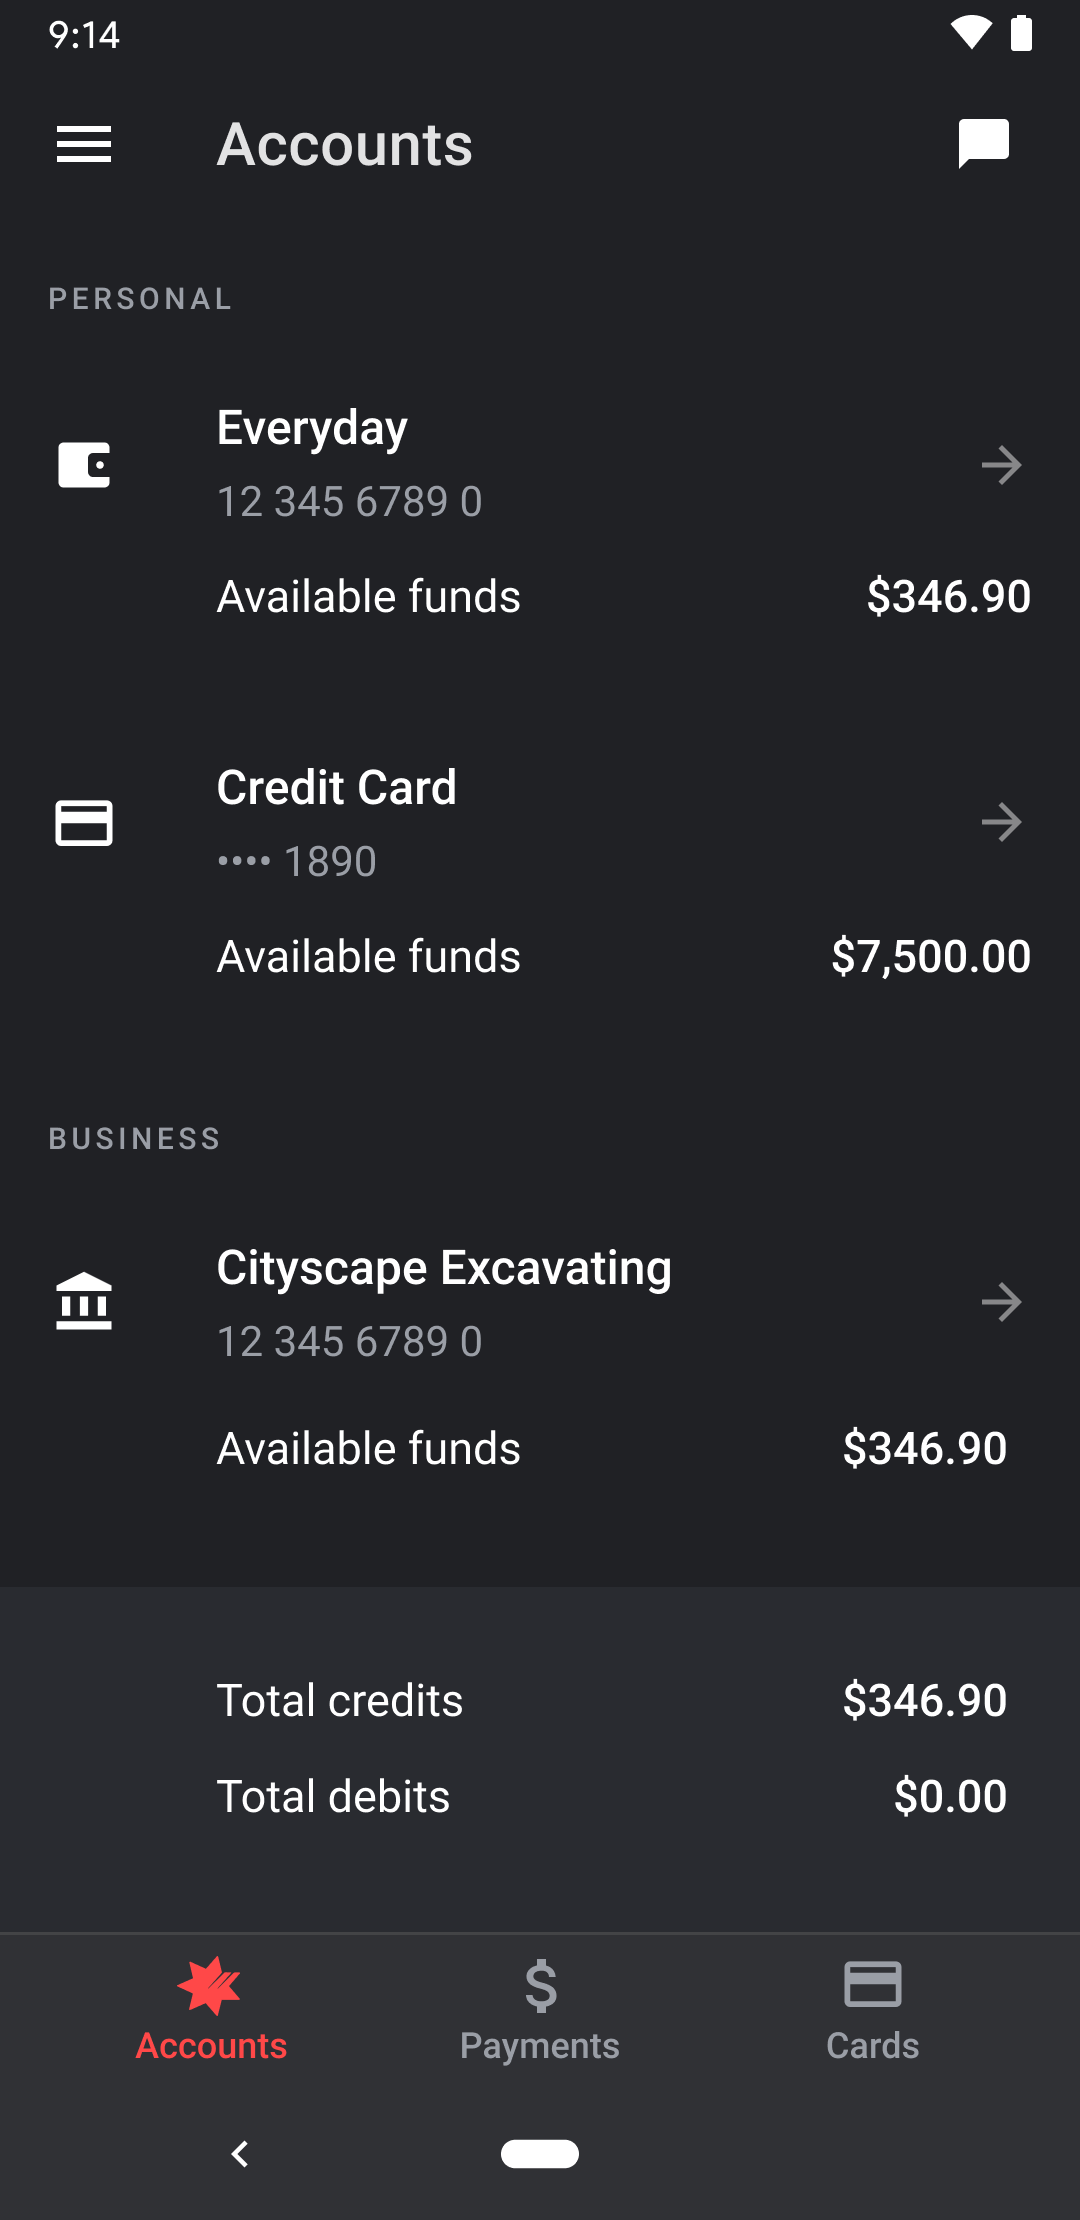 9:14
Accounts
PERSONAL
Everyday
12 345 6789 0
Available funds $346.90
Credit Card
•••• 1890
Available funds $7,500.00
BUSINESS
Cityscape Excavating
12 345 6789 0
Available funds $346.90
Total credits $346.90
Total debits $0.00
Accounts Payments Cards